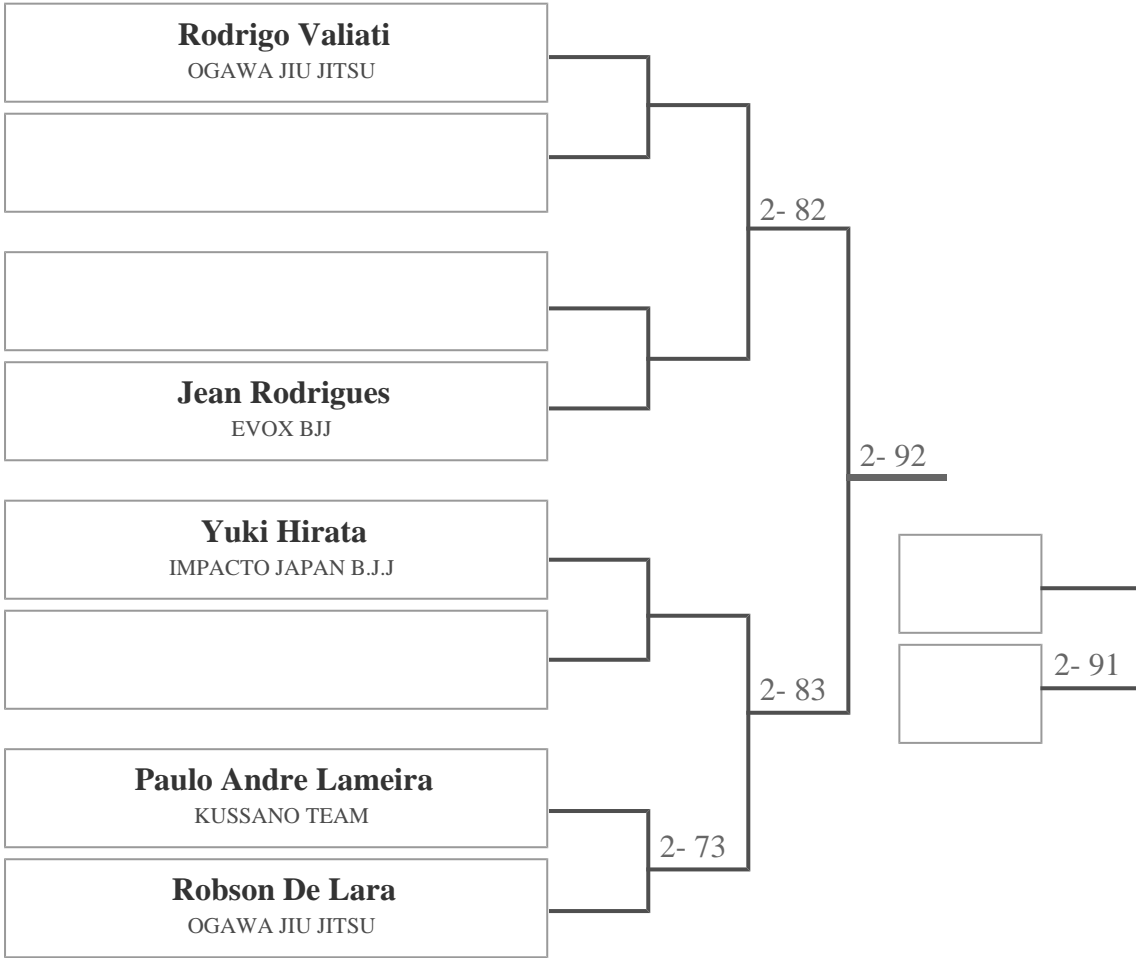 Rodrigo Valiati
OGAWA JIU JITSU
2- 82
Jean Rodrigues
EVOX BJJ
2- 92
Yuki Hirata
IMPACTO JAPAN B.J.J
2- 91
2- 83
Paulo Andre Lameira
KUSSANO TEAM
2- 73
Robson De Lara
OGAWA JIU JITSU